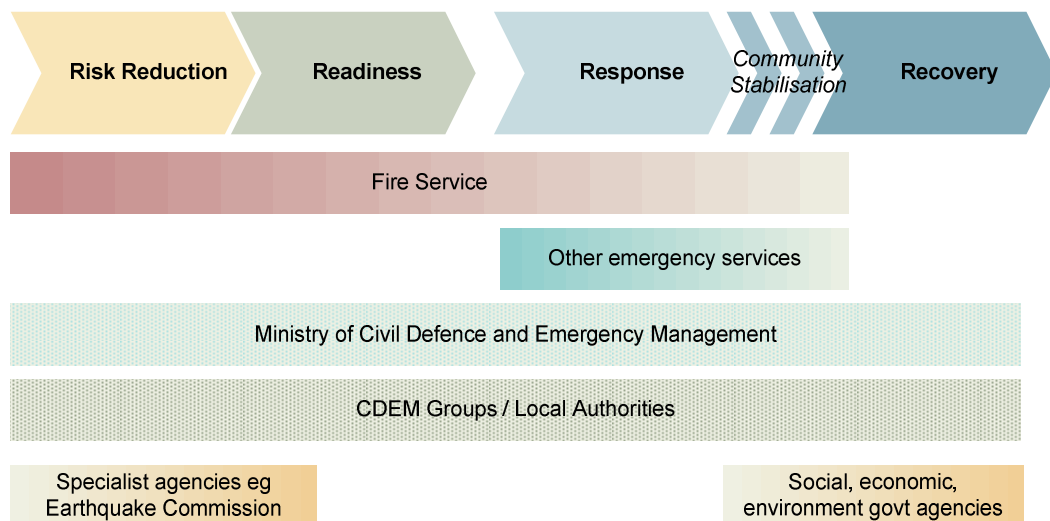 Risk Reduction
Readiness
Response
Community
Stabilisation
Recovery
Fire Service
Other emergency services
Ministry of Civil Defence and Emergency Management
CDEM Groups / Local Authorities
Specialist agencies eg
Earthquake Commission
Social, economic,
environment govt agencies